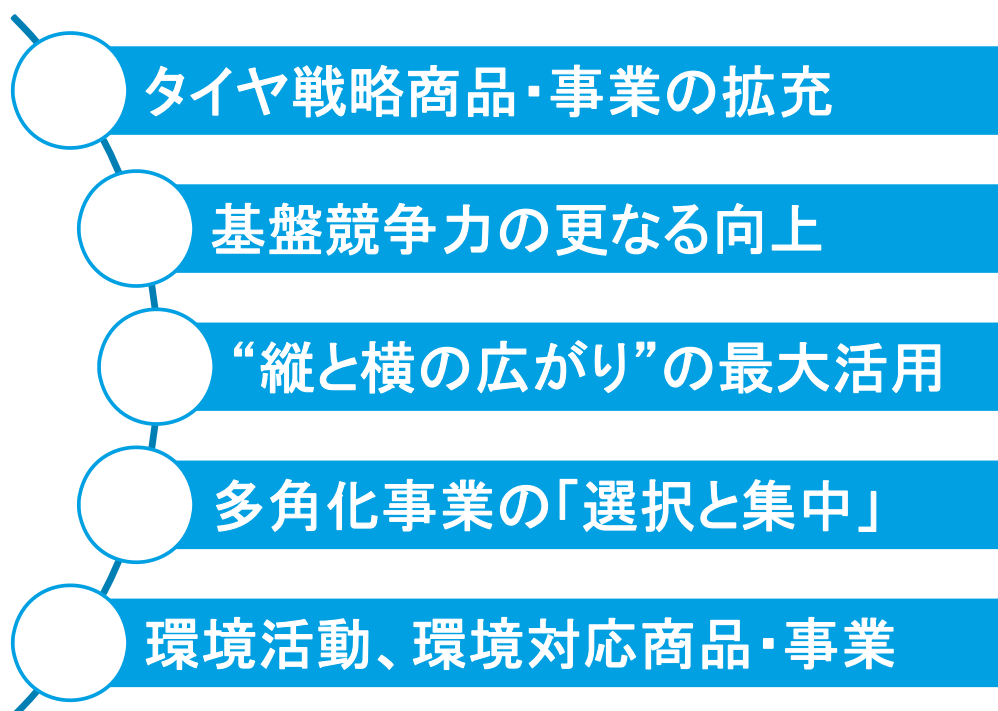 タイヤ戦略商品・事業の拡充
基盤競争力の更なる向上
“縦と横の広がり”の最大活用
多角化事業の「選択と集中」
環境活動、環境対応商品・事業